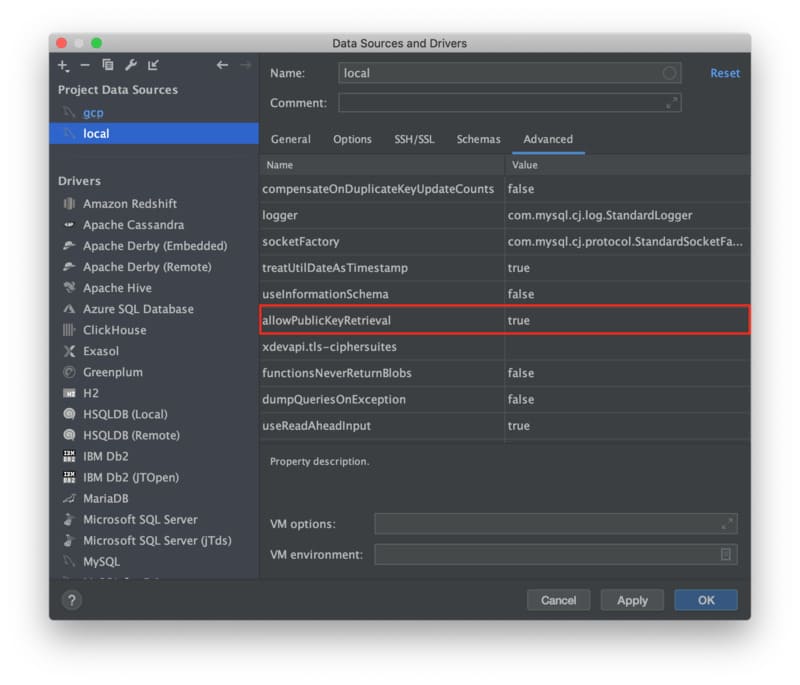 Data Sources and Drivers
Project Data Sources
gcp
local
Drivers
Amazon Redshift
Apache Cassandra
Apache Derby (Embedded)
Apache Derby (Remote)
Apache Hive
Azure SQL Database
ClickHouse
Exasol
Greenplum
H2
HSQLDB (Local)
HSQLDB (Remote)
IBM Db2
IBM Db2 (JTOpen)
MariaDB
Microsoft SQL Server
Microsoft SQL Server (jTds)
MySQL
Name: local Reset
Comment:
General Options SSH/SSL Schemas Advanced
Name Value
compensateOnDuplicateKeyUpdateCounts false
logger com.mysql.cj.log.StandardLogger
socketFactory com.mysql.cj.protocol.StandardSocketFa...
treatUtilDateAsTimestamp true
useInformationSchema false
allowPublicKeyRetrieval true
xdevapi.tls-ciphersuites
functionsNeverReturnBlobs false
dumpQueriesOnException false
useReadAheadInput true
Property description.
VM options:
VM environment:
? Cancel Apply OK